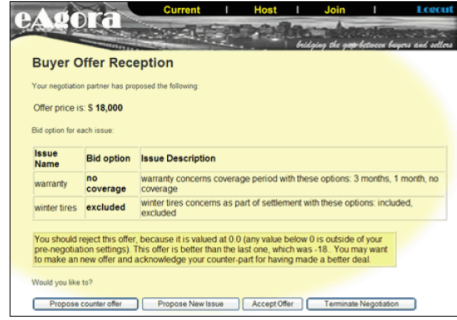 eAgora
Current | Host | Join | Logout
bridging the gap between buyers and sellers
Buyer Offer Reception
Your negotiation partner has proposed the following:
Offer price is: $ 18,000
Bid option for each issue:
Issue Name Bid option Issue Description
warranty no coverage warranty concerns coverage period with these options: 3 months, 1 month, no coverage
winter tires excluded winter tires concerns as part of settlement with these options: included, excluded
You should reject this offer, because it is valued at 0.0 (any value below 0 is outside of your
pre-negotiation settings). This offer is better than the last one, which was -18. You may want
to make an new offer and acknowledge your counter-part for having made a better deal.
Would you like to?
Propose counter offer Propose New Issue Accept Offer Terminate Negotiation